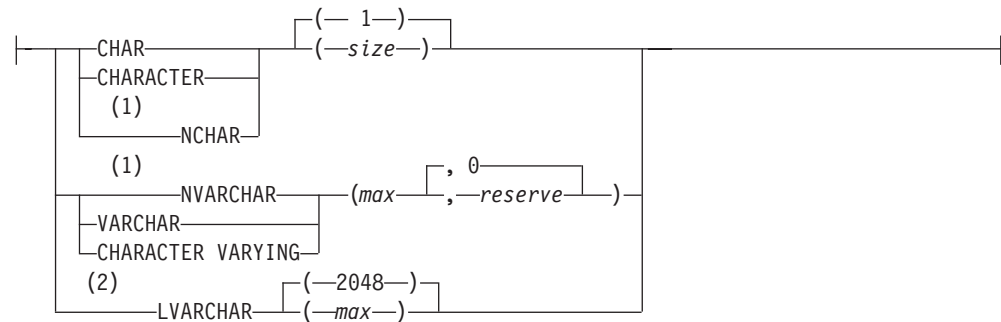 ( 1 )
CHAR ( size )
CHARACTER
(1)
NCHAR
(1) , 0
NVARCHAR (max , reserve )
VARCHAR
CHARACTER VARYING
(2) ( 2048 )
LVARCHAR ( max )